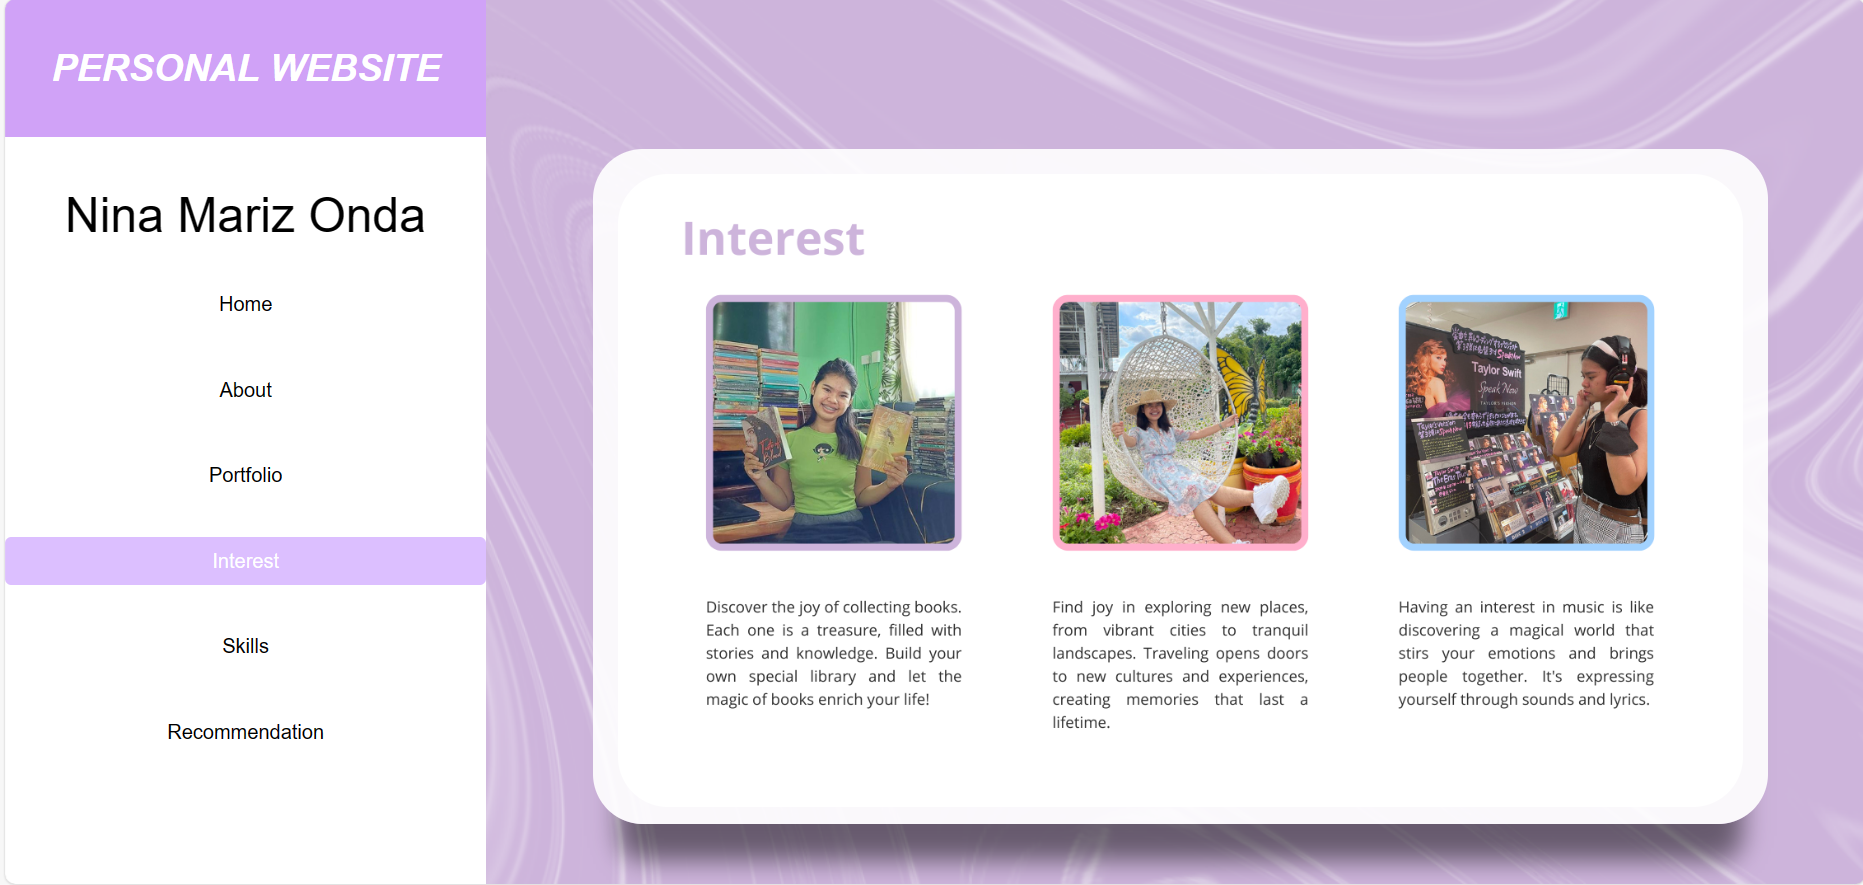 PERSONAL WEBSITE
Nina Mariz Onda
Home
About
Portfolio
Interest
Skills
Recommendation
Interest
Taylor Swift
Speak Now
Discover the joy of collecting books.
Each one is a treasure, filled with
stories and knowledge. Build your
own special library and let the
magic of books enrich your life!
Find joy in exploring new places,
from vibrant cities to tranquil
landscapes. Traveling opens doors
to new cultures and experiences,
creating memories that last a
lifetime.
Having an interest in music is like
discovering a magical world that
stirs your emotions and brings
people together. It's expressing
yourself through sounds and lyrics.